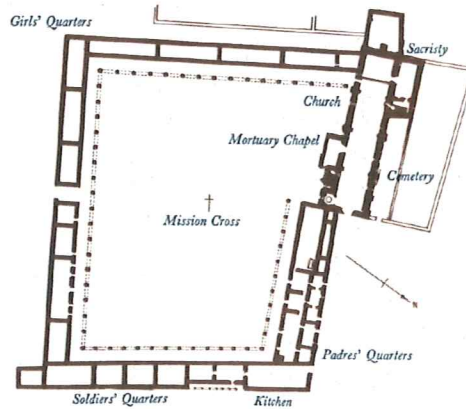 Girls' Quarters
Sacristy
Church
Mortuary Chapel
Cemetery
Mission Cross
N
Padres' Quarters
Soldiers' Quarters
Kitchen